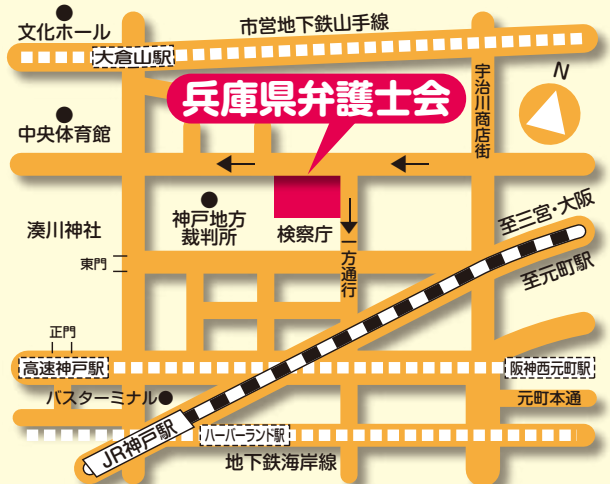 文化ホール
市営地下鉄山手線
大倉山駅
N
兵庫県弁護士会
宇治川商店街
中央体育館
神戸地方
裁判所
検察庁
一方通行
湊川神社
東門
至三宮・大阪
至元町駅
正門
高速神戸駅
阪神西元町駅
バスターミナル
元町本通
JR神戸駅
ハーバーランド駅
地下鉄海岸線